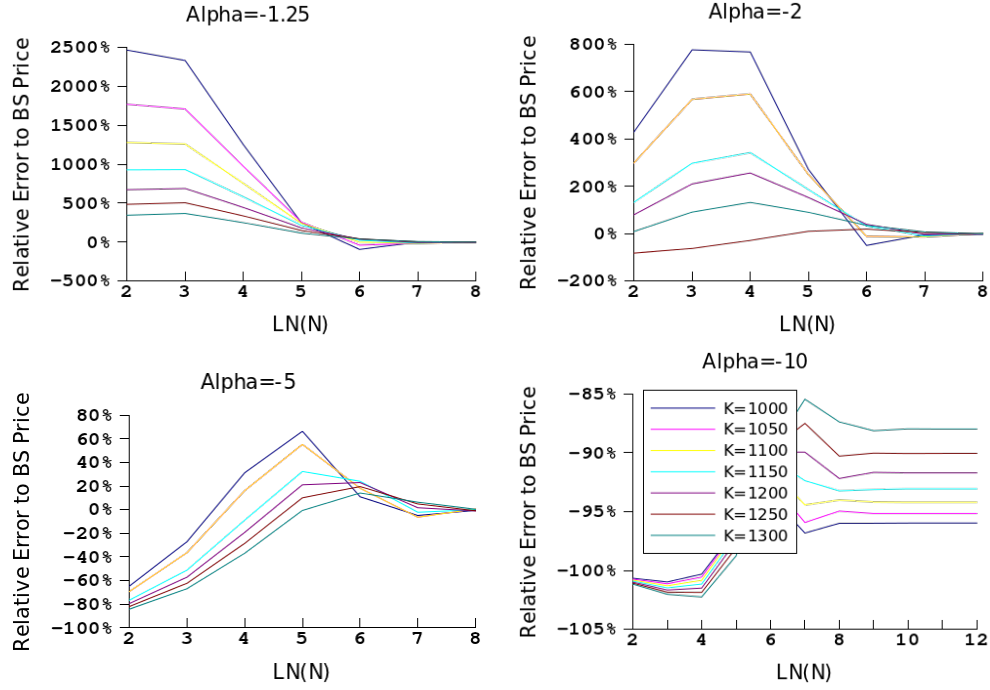 Alpha=-1.25
Relative Error to BS Price
2500%
2000%
1500%
1000%
500%
0%
−500%
2 3 4 5 6 7 8
LN(N)
Alpha=-2
Relative Error to BS Price
800%
600%
400%
200%
0%
−200%
2 3 4 5 6 7 8
LN(N)
Alpha=-5
Relative Error to BS Price
80%
60%
40%
20%
0%
−20%
−40%
−60%
−80%
−100%
2 3 4 5 6 7 8
LN(N)
Alpha=-10
Relative Error to BS Price
−85%
−90%
−95%
−100%
−105%
K=1000
K=1050
K=1100
K=1150
K=1200
K=1250
K=1300
2 4 6 8 10 12
LN(N)